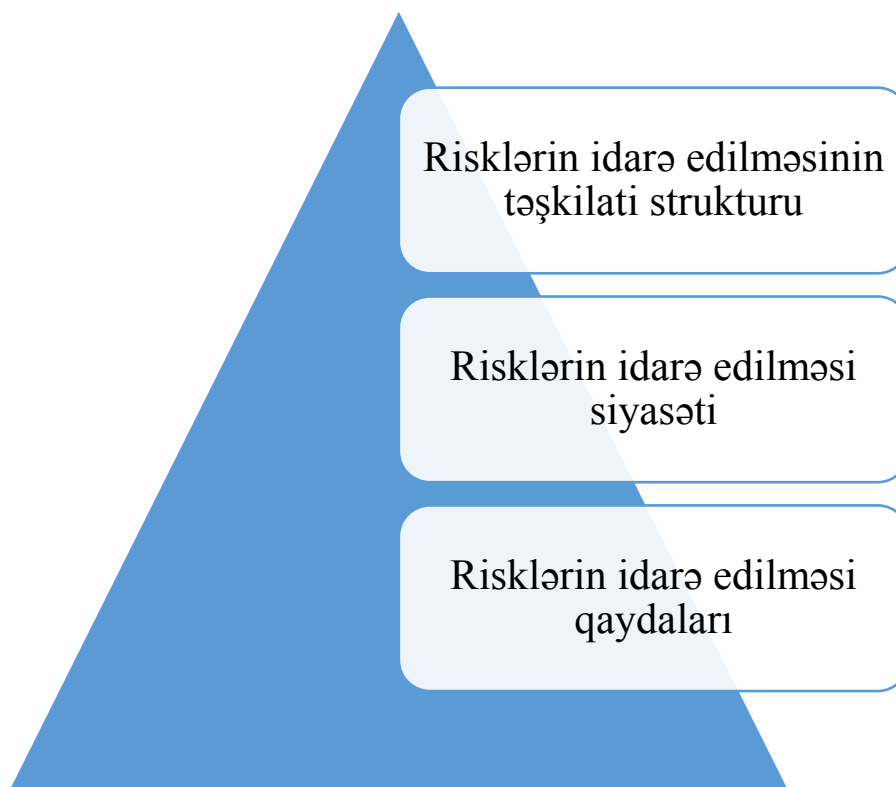 Risklərin idarə edilməsinin
təşkilati strukturu
Risklərin idarə edilməsi
siyasəti
Risklərin idarə edilməsi
qaydaları